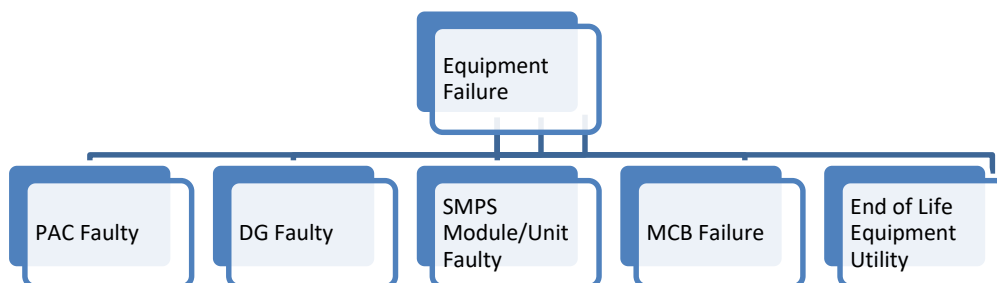 Equipment
Failure
PAC Faulty
DG Faulty
SMPS
Module/Unit
Faulty
MCB Failure
End of Life
Equipment
Utility